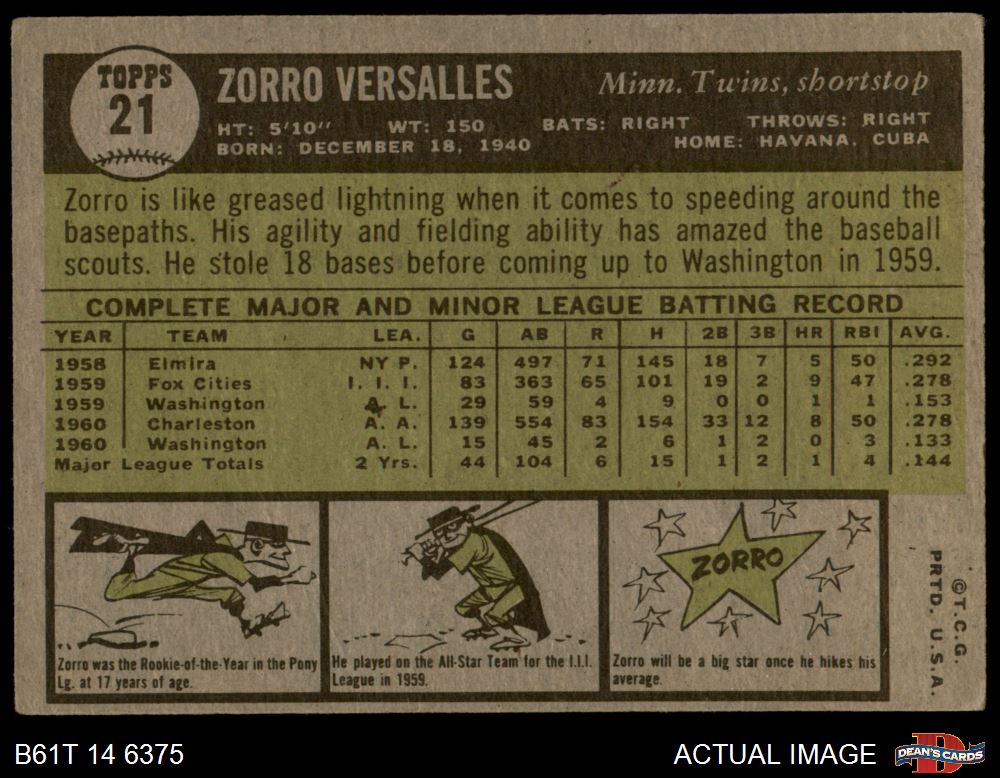 TOPPS
21
ZORRO VERSALLES
Minn. Twins, shortstop
HT: 5'10" WT: 150 BATS: RIGHT THROWS: RIGHT
BORN: DECEMBER 18, 1940 HOME: HAVANA, CUBA
Zorro is like greased lightning when it comes to speeding around the
basepaths. His agility and fielding ability has amazed the baseball
scouts. He stole 18 bases before coming up to Washington in 1959.
COMPLETE MAJOR AND MINOR LEAGUE BATTING RECORD
YEAR TEAM LEA. G AB R H 2B 3B HR RBI AVG.
1958 Elmira NY P. 124 497 71 145 18 7 5 50 .292
1959 Fox Cities I. I. I. 83 363 65 101 19 2 9 47 .278
1959 Washington A. L. 29 59 4 9 0 0 1 1 .153
1960 Charleston A. A. 139 554 83 154 33 12 8 50 .278
1960 Washington A. L. 15 45 2 6 1 2 0 3 .133
Major League Totals 2 Yrs. 44 104 6 15 1 2 1 4 .144
Zorro was the Rookie-of-the-Year in the Pony
Lg. at 17 years of age.
He played on the All-Star Team for the I.I.I.
League in 1959.
ZORRO
Zorro will be a big star once he hikes his
average.
©T.C.G.
PRTD. U.S.A.
B61T 14 6375
ACTUAL IMAGE
DEAN'S CARDS